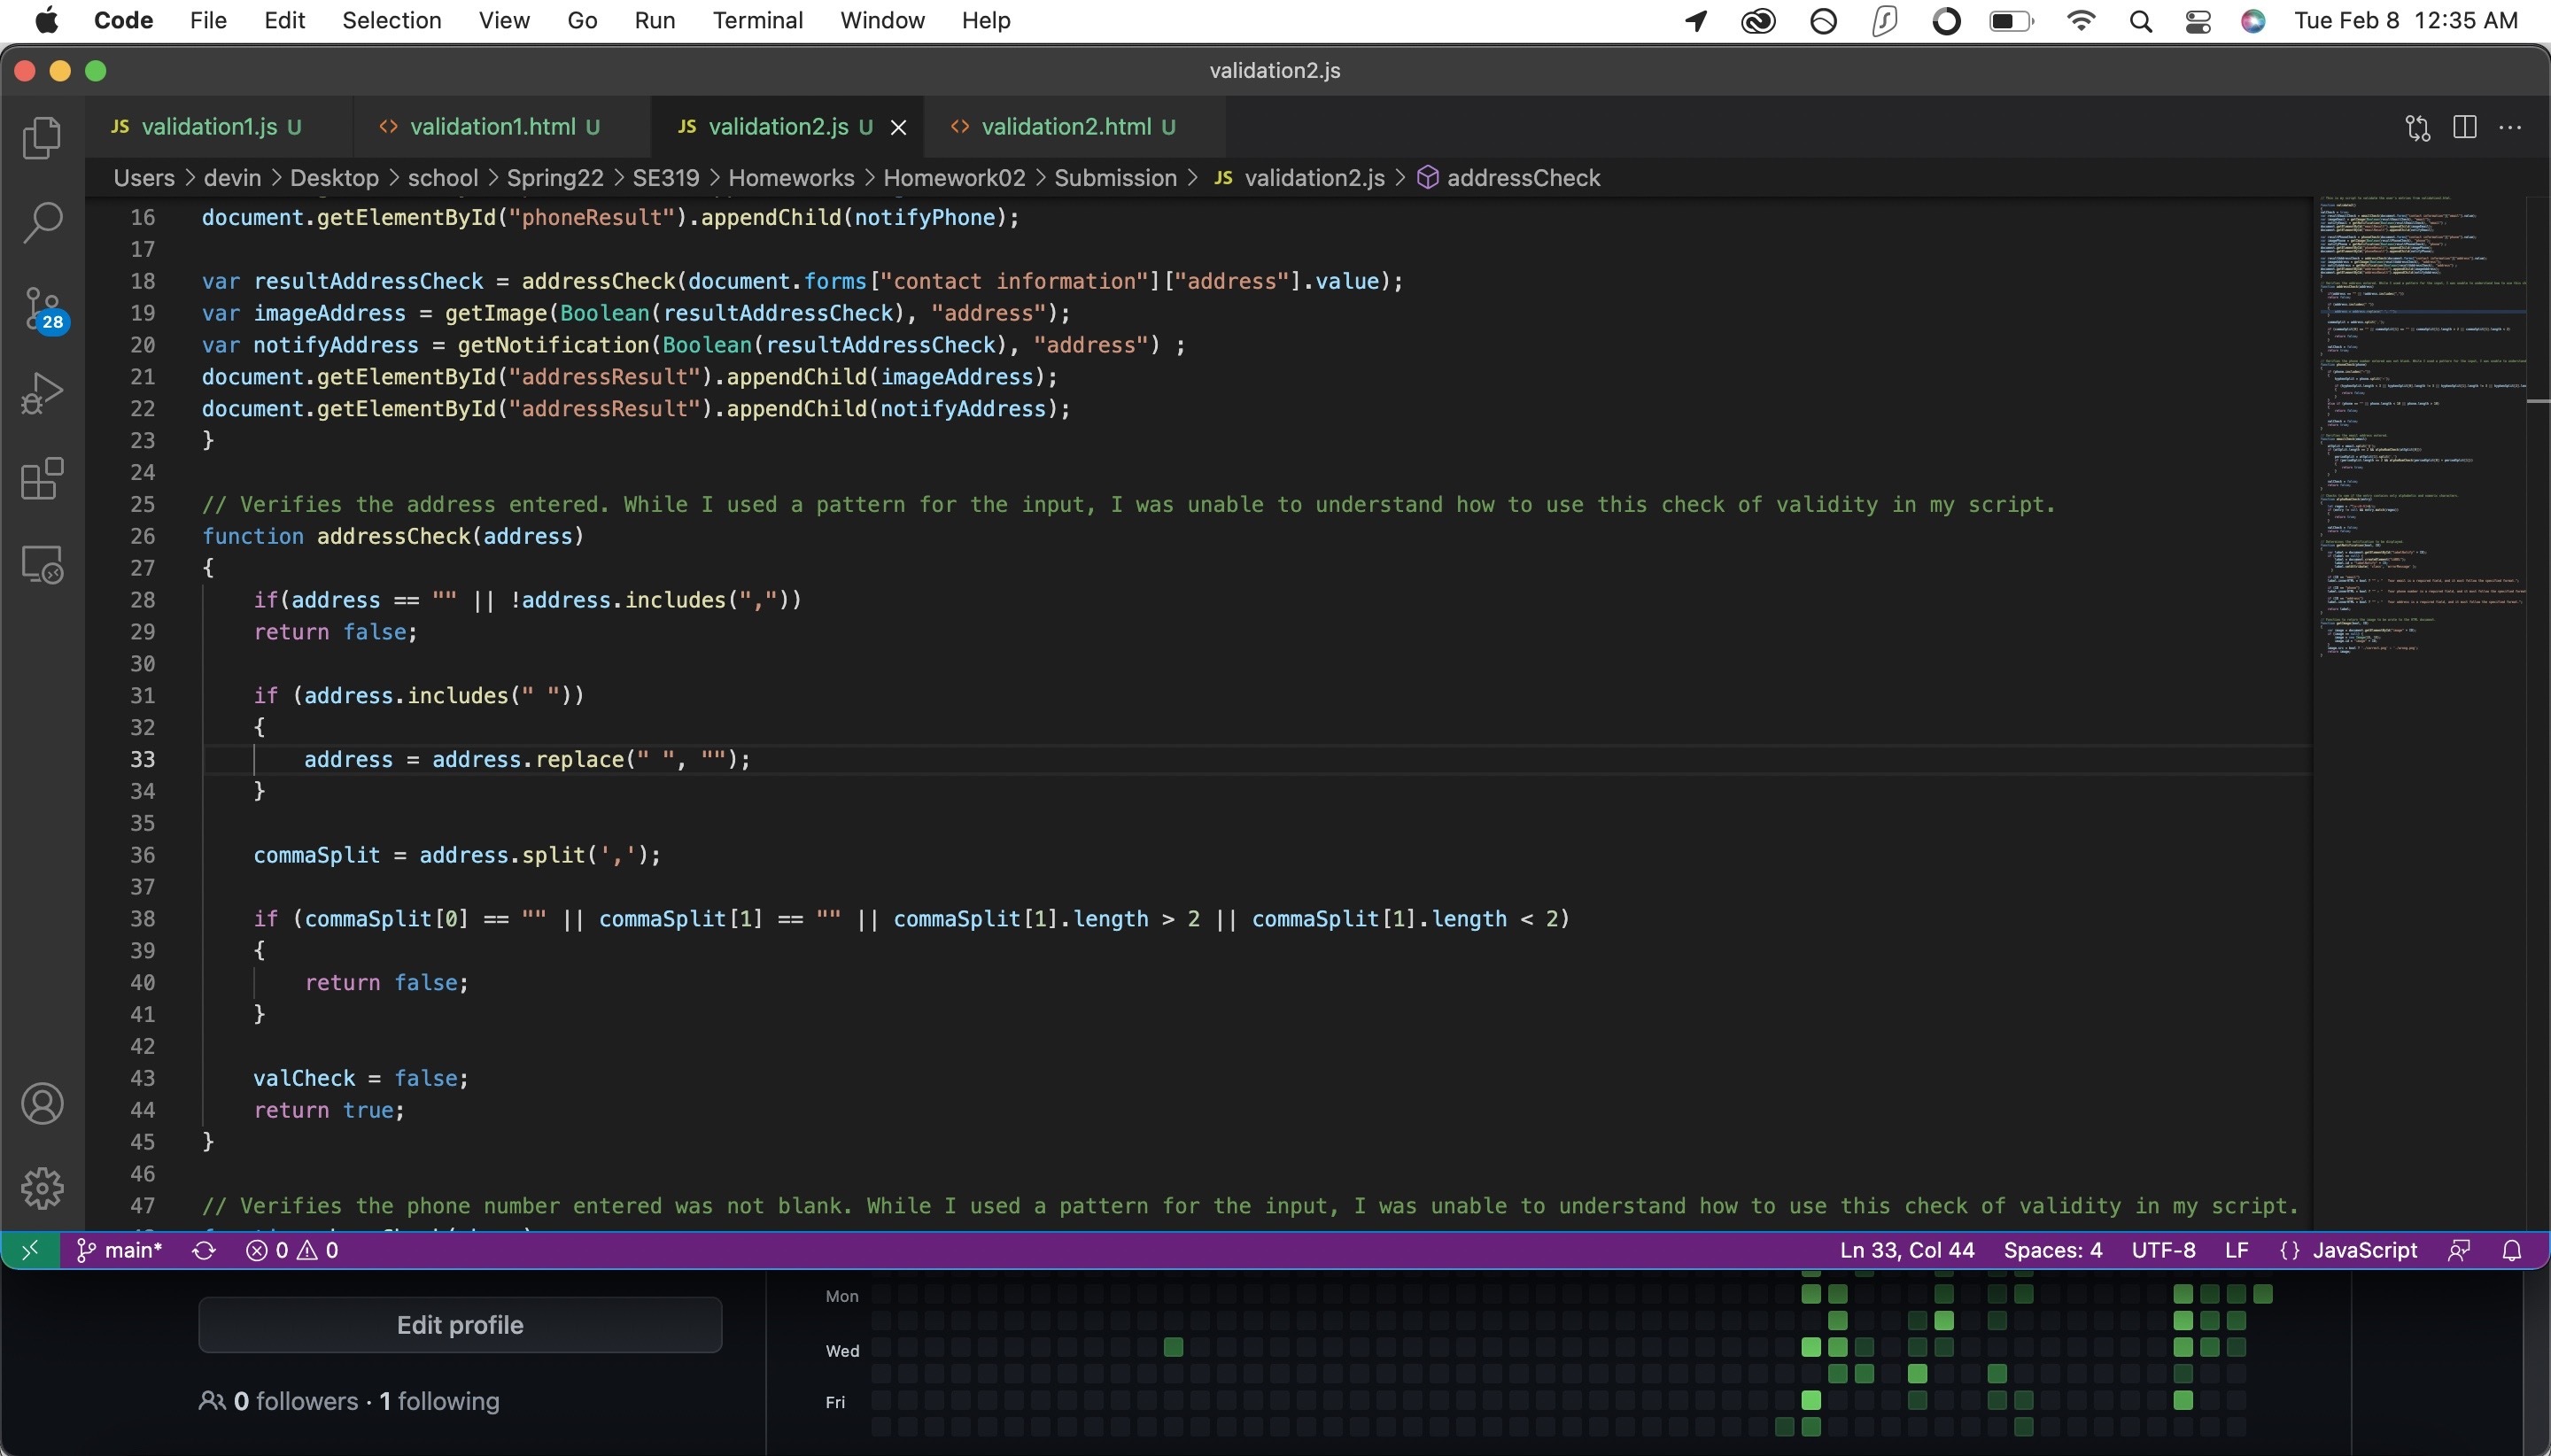 Code File Edit Selection View Go Run Terminal Window Help Tue Feb 8 12:35 AM
validation2.js
JS validation1.js U <> validation1.html U JS validation2.js U <> validation2.html U
28
Users > devin > Desktop > school > Spring22 > SE319 > Homeworks > Homework02 > Submission > JS validation2.js > addressCheck
16 document.getElementById("phoneResult").appendChild(notifyPhone);
17
18 var resultAddressCheck = addressCheck(document.forms["contact information"]["address"].value);
19 var imageAddress = getImage(Boolean(resultAddressCheck), "address");
20 var notifyAddress = getNotification(Boolean(resultAddressCheck), "address") ;
21 document.getElementById("addressResult").appendChild(imageAddress);
22 document.getElementById("addressResult").appendChild(notifyAddress);
23 }
24
25 // Verifies the address entered. While I used a pattern for the input, I was unable to understand how to use this check of validity in my script.
26 function addressCheck(address)
27 {
28 if(address == "" || !address.includes(","))
29 return false;
30
31 if (address.includes(" "))
32 {
33 address = address.replace(" ", "");
34 }
35
36 commaSplit = address.split(',');
37
38 if (commaSplit[0] == "" || commaSplit[1] == "" || commaSplit[1].length > 2 || commaSplit[1].length < 2)
39 {
40 return false;
41 }
42
43 valCheck = false;
44 return true;
45 }
46
47 // Verifies the phone number entered was not blank. While I used a pattern for the input, I was unable to understand how to use this check of validity in my script.
main* 0 0 Ln 33, Col 44 Spaces: 4 UTF-8 LF {} JavaScript
Mon
Edit profile
Wed
0 followers · 1 following
Fri